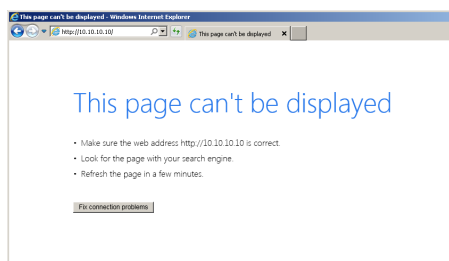 This page can't be displayed - Windows Internet Explorer
http://10.10.10.10/
This page can't be displayed
This page can't be displayed
• Make sure the web address http://10.10.10.10 is correct.
• Look for the page with your search engine.
• Refresh the page in a few minutes.
Fix connection problems